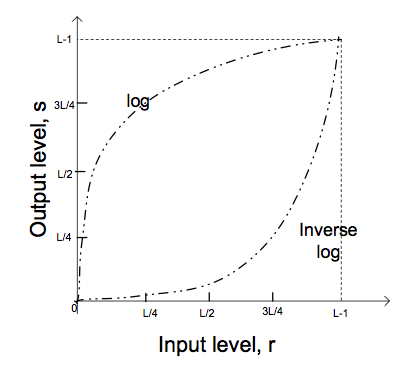 L-1
3L/4
log
L/2
Output level, s
L/4
Inverse
log
0
L/4
L/2
3L/4
L-1
Input level, r